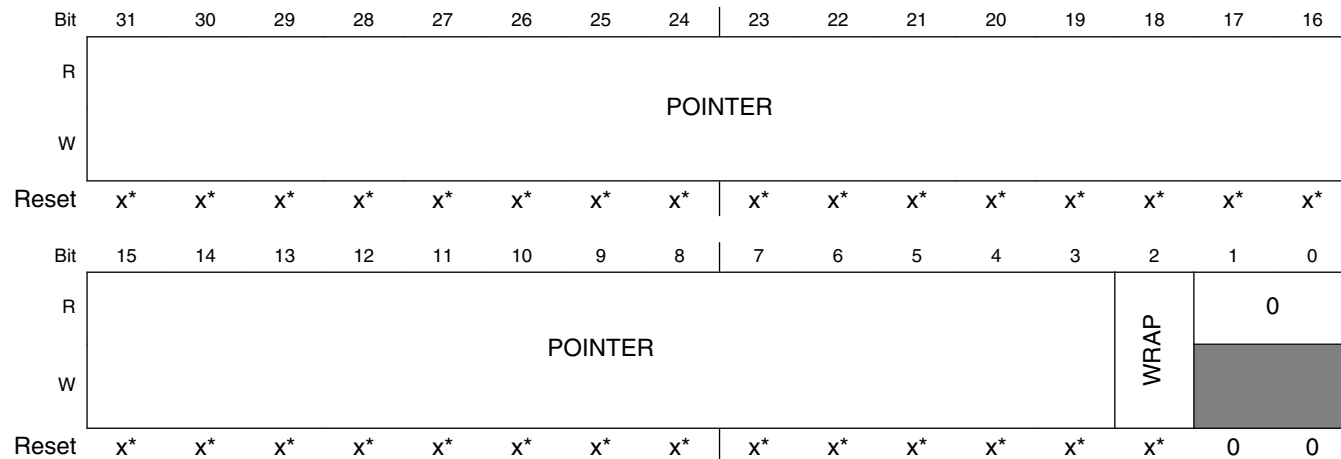 Bit 31 30 29 28 27 26 25 24 23 22 21 20 19 18 17 16
R
POINTER
W
Reset x* x* x* x* x* x* x* x* x* x* x* x* x* x* x* x*
Bit 15 14 13 12 11 10 9 8 7 6 5 4 3 2 1 0
R 0
POINTER WRAP
W
Reset x* x* x* x* x* x* x* x* x* x* x* x* x* x* 0 0